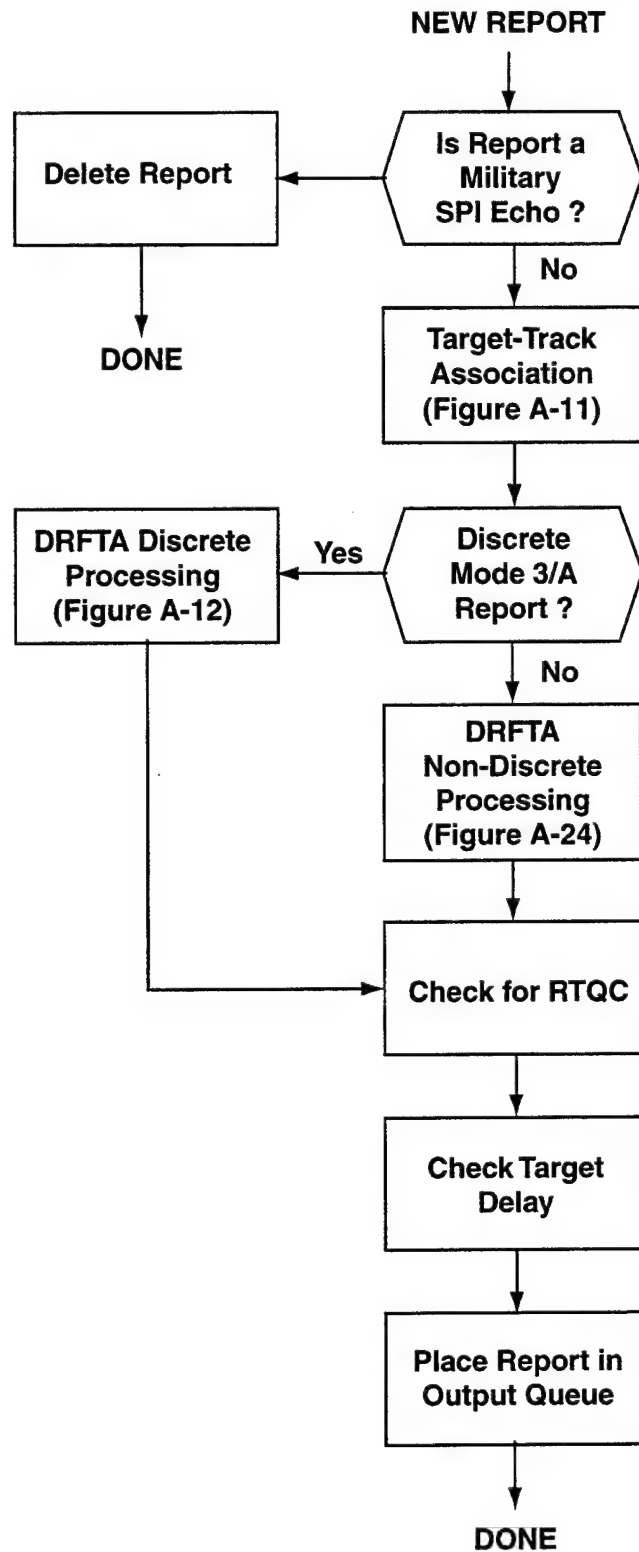 NEW REPORT
Is Report a
Military
SPI Echo ?
Delete Report
DONE
No
Target-Track
Association
(Figure A-11)
Discrete
Mode 3/A
Report ?
Yes
DRFTA Discrete
Processing
(Figure A-12)
No
DRFTA
Non-Discrete
Processing
(Figure A-24)
Check for RTQC
Check Target
Delay
Place Report in
Output Queue
DONE